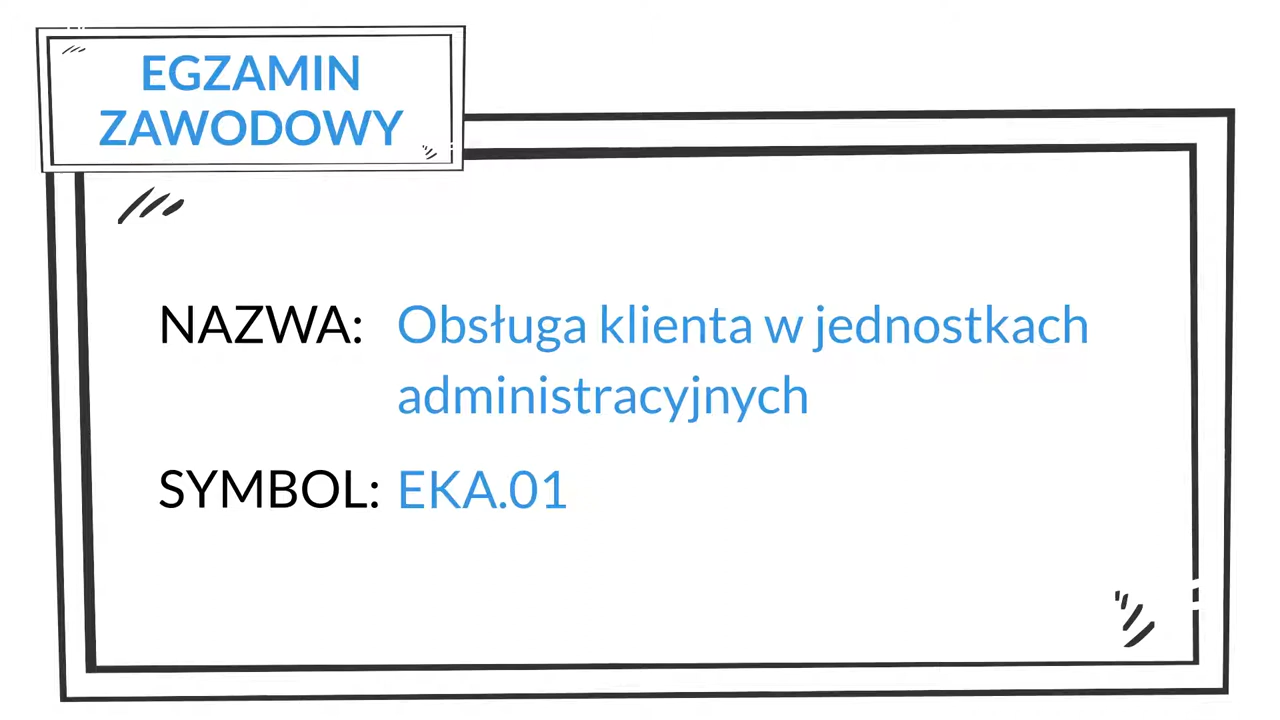 EGZAMIN
ZAWODOWY
NAZWA: Obsługa klienta w jednostkach
administracyjnych
SYMBOL: EKA.01